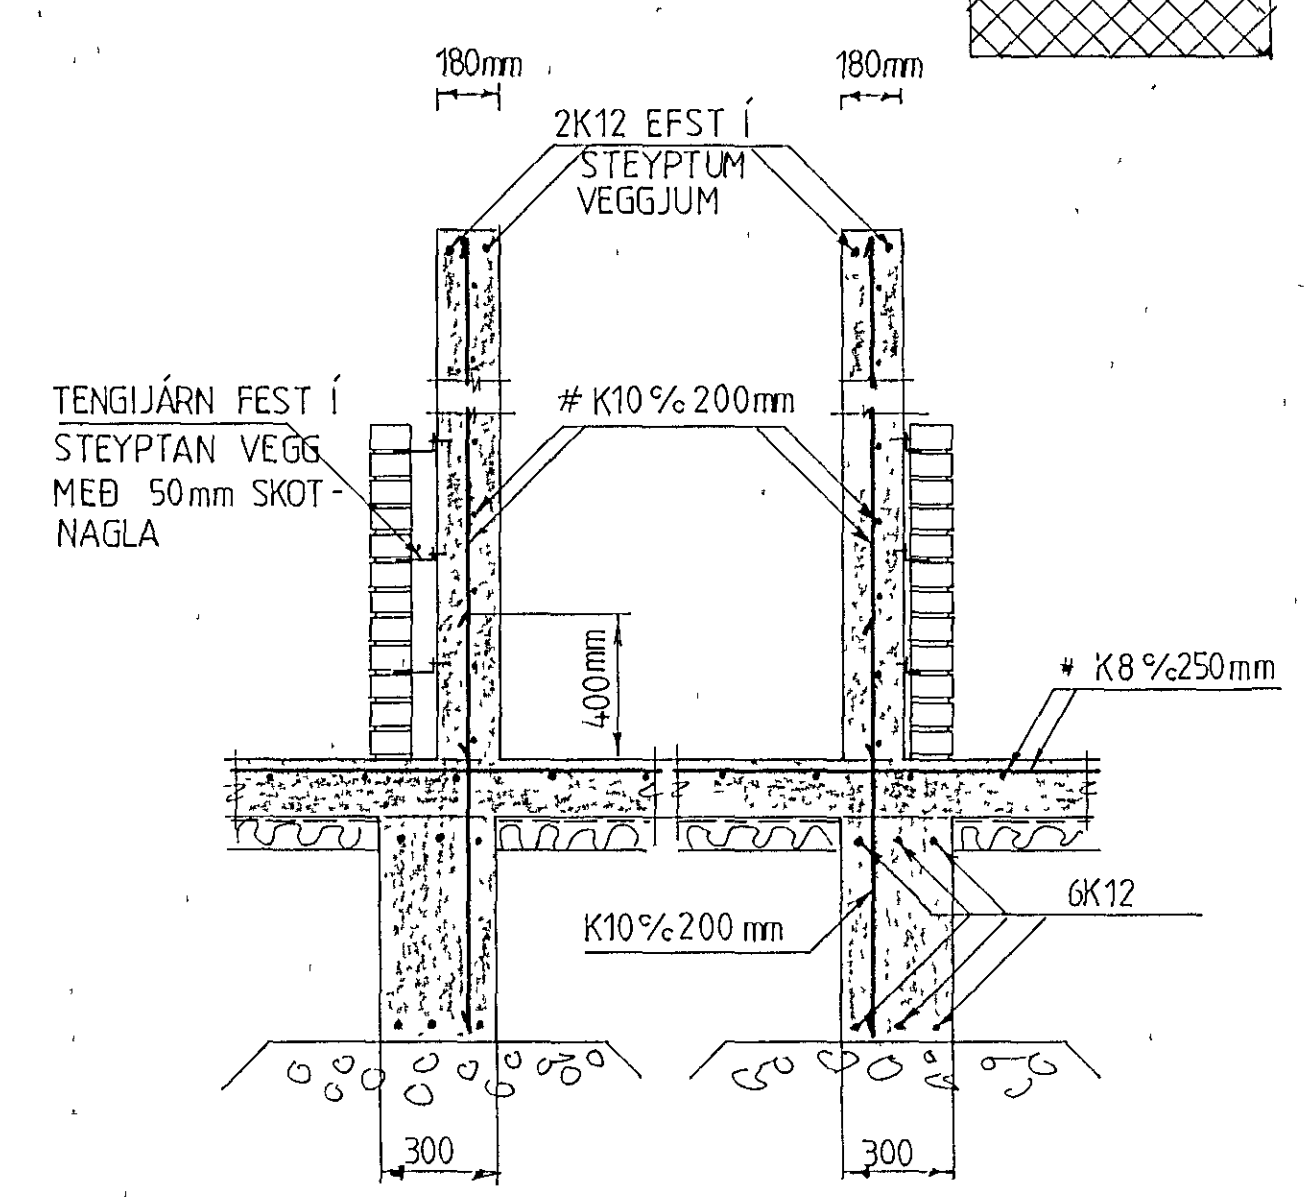 180mm
180mm
2K12 EFST Í
STEYPTUM
VEGGJUM
TENGIJÁRN FEST Í
STEYPTAN VEGG
MEÐ 50mm SKOT-
NAGLA
# K10 c/c 200mm
400mm
# K8 c/c 250mm
K10 c/c 200 mm
6K12
300
300